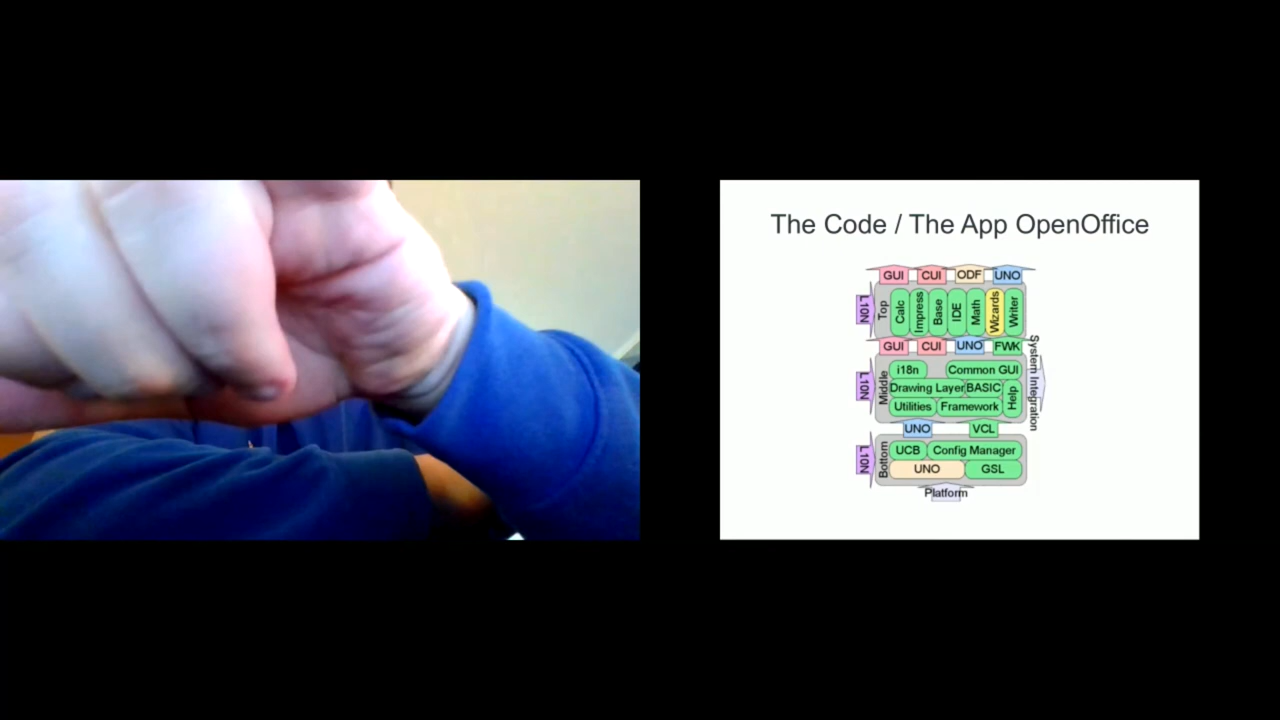 The Code / The App OpenOffice
GUI CUI ODF UNO
L10N Top Calc Impress Base IDE Math Wizards Writer
GUI CUI UNO FWK
L10N Middle i18n Common GUI
Drawing Layer BASIC Help
Utilities Framework
System Integration
UNO VCL
L10N Bottom UCB Config Manager
UNO GSL
Platform